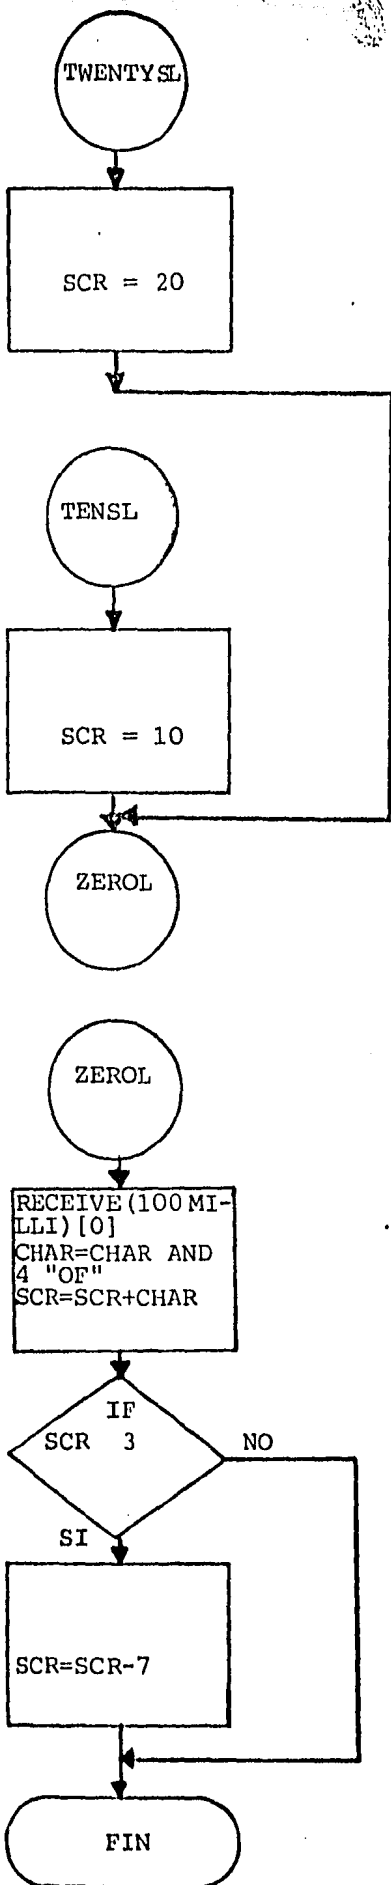 TWENTYSL
SCR = 20
TENSL
SCR = 10
ZEROL
ZEROL
RECEIVE(100 MI-
LLI)[0]
CHAR=CHAR AND
4 "OF"
SCR=SCR+CHAR
IF
SCR 3
NO
SI
SCR=SCR-7
FIN